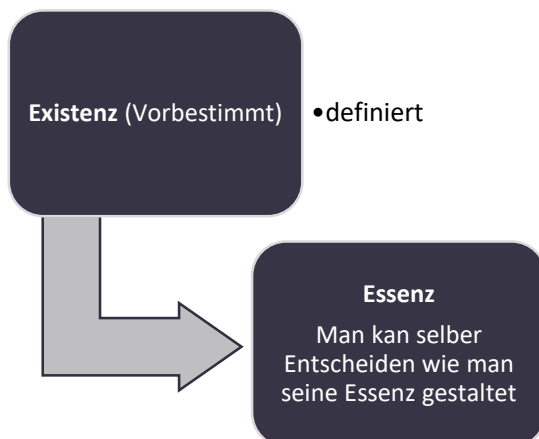 Existenz (Vorbestimmt)
•definiert
Essenz
Man kan selber
Entscheiden wie man
seine Essenz gestaltet